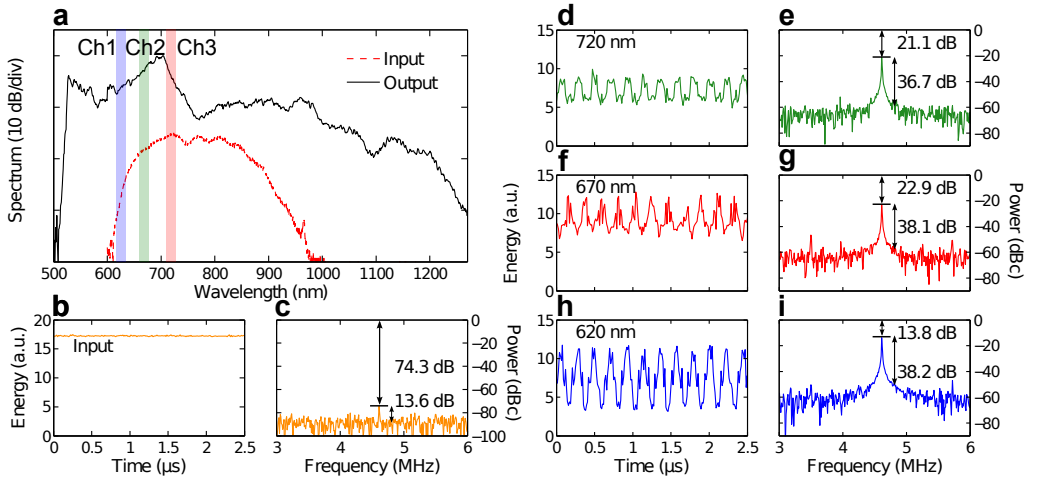 a
Spectrum (10 dB/div)
Ch1 Ch2 Ch3
Input
Output
500 600 700 800 900 1000 1100 1200
Wavelength (nm)
b
Energy (a.u.)
20
15
10
5
0
Input
0 0.5 1 1.5 2 2.5
Time (μs)
c
74.3 dB
13.6 dB
0
−20
−40
−60
−80
−100
Power (dBc)
3 4 5 6
Frequency (MHz)
d
720 nm
15
10
5
0
e
21.1 dB
36.7 dB
0
−20
−40
−60
−80
f
670 nm
Energy (a.u.)
15
10
5
0
g
22.9 dB
38.1 dB
0
−20
−40
−60
−80
Power (dBc)
h
620 nm
15
10
5
0
0 0.5 1 1.5 2 2.5
Time (μs)
i
13.8 dB
38.2 dB
0
−20
−40
−60
−80
3 4 5 6
Frequency (MHz)